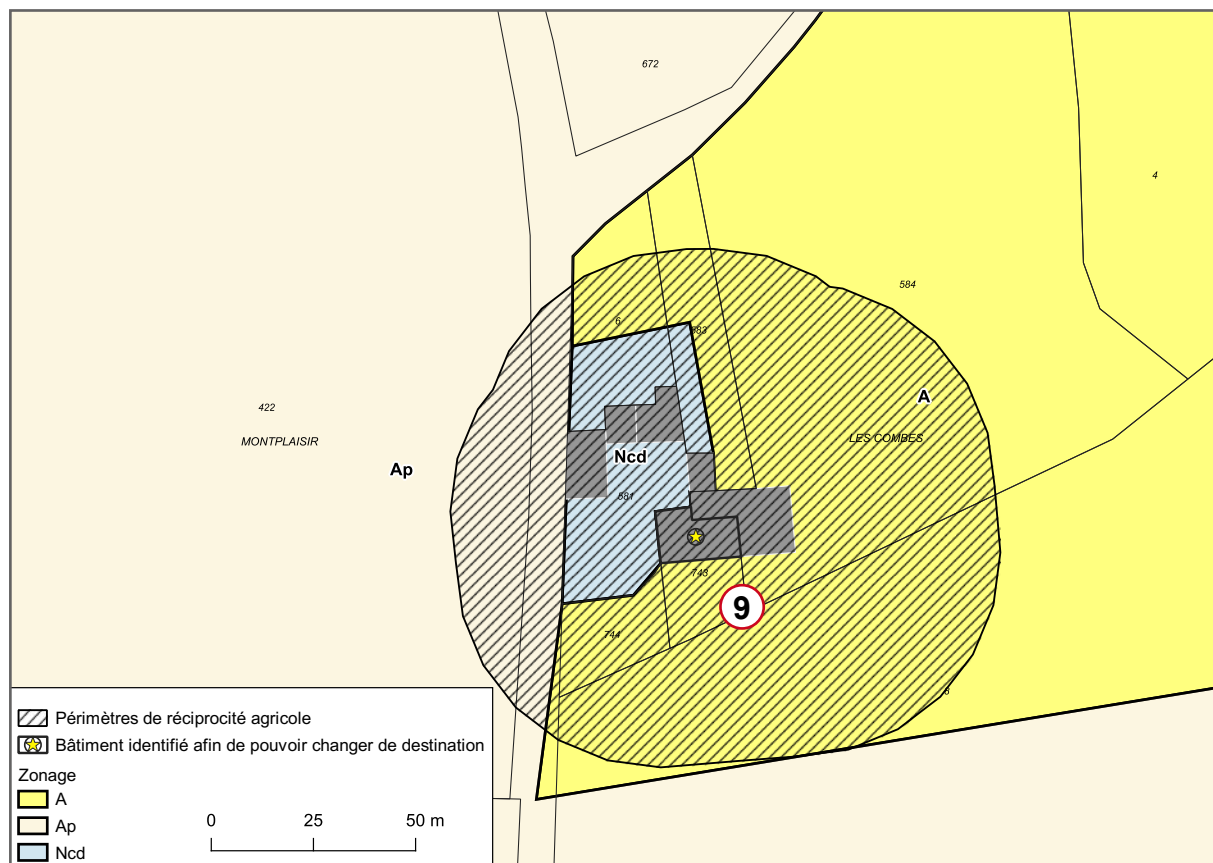 672
4
584
6
683
422
A
MONTPLAISIR
LES COMBES
Ncd
Ap
581
743
9
744
8
Périmètres de réciprocité agricole
Bâtiment identifié afin de pouvoir changer de destination
Zonage
A
Ap
Ncd
0 25 50 m